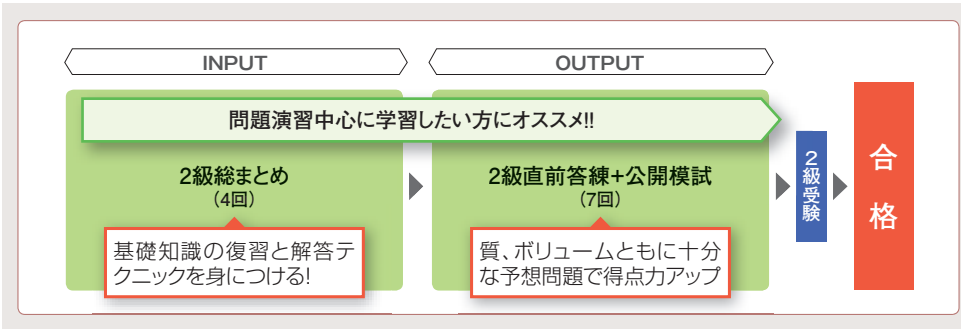 INPUT
OUTPUT
問題演習中心に学習したい方にオススメ!!
2級総まとめ
(4回)
2級直前答練+公開模試
(7回)
基礎知識の復習と解答テ
クニックを身につける!
質、ボリュームともに十分
な予想問題で得点力アップ
2級受験
合格